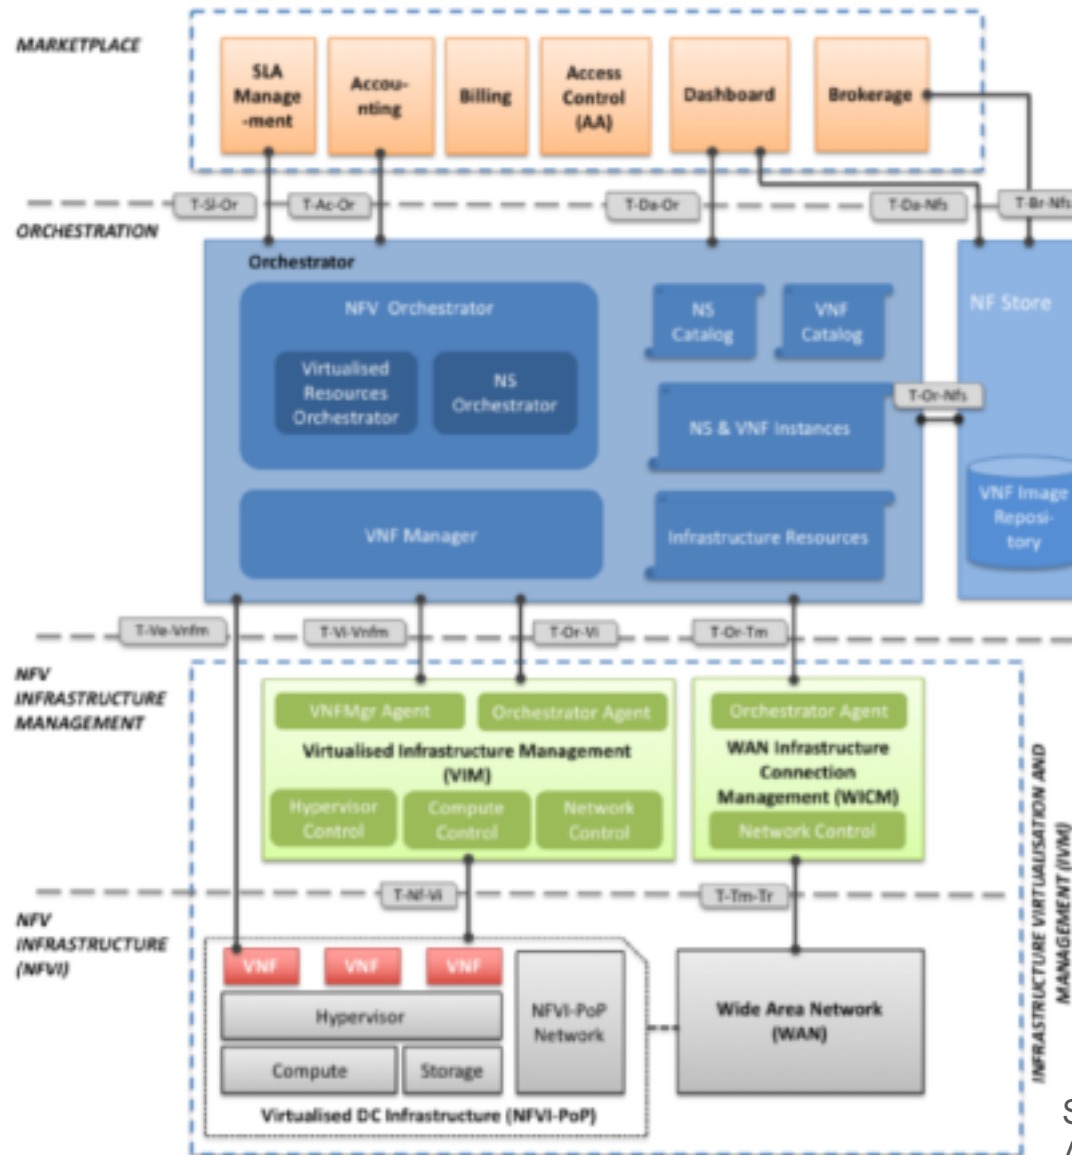 MARKETPLACE
SLA
Manage
-ment
Accou-
nting
Billing
Access
Control
(AA)
Dashboard
Brokerage
T-Sl-Or
T-Ac-Or
T-Da-Or
T-Da-Nfs
T-Br-Nfs
ORCHESTRATION
Orchestrator
NFV Orchestrator
Virtualised
Resources
Orchestrator
NS
Orchestrator
NS
Catalog
VNF
Catalog
NF Store
T-Or-Nfs
NS & VNF Instances
VNF Image
Reposi-
tory
VNF Manager
Infrastructure Resources
T-Ve-Vnfm
T-Vi-Vnfm
T-Or-Vi
T-Or-Tm
NFV
INFRASTRUCTURE
MANAGEMENT
VNFMgr Agent
Orchestrator Agent
Virtualised Infrastructure Management
(VIM)
Hypervisor
Control
Compute
Control
Network
Control
Orchestrator Agent
WAN Infrastructure
Connection
Management (WICM)
Network Control
INFRASTRUCTURE VIRTUALISATION AND
MANAGEMENT (IVM)
T-Nf-Vi
T-Tm-Tr
NFV
INFRASTRUCTURE
(NFVI)
VNF
VNF
VNF
Hypervisor
Compute
Storage
NFVI-PoP
Network
Virtualised DC Infrastructure (NFVI-PoP)
Wide Area Network
(WAN)